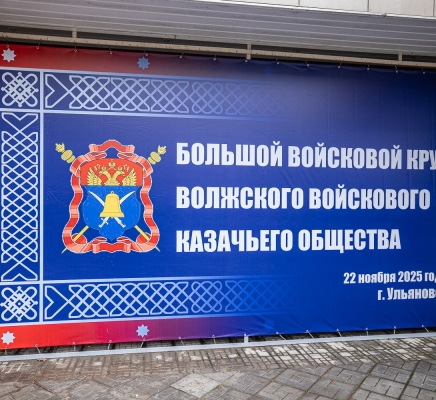 БОЛЬШОЙ ВОЙСКОВОЙ КРУ
ВОЛЖСКОГО ВОЙСКОВОГО
КАЗАЧЬЕГО ОБЩЕСТВА
22 ноября 2025 го
г. Ульянов